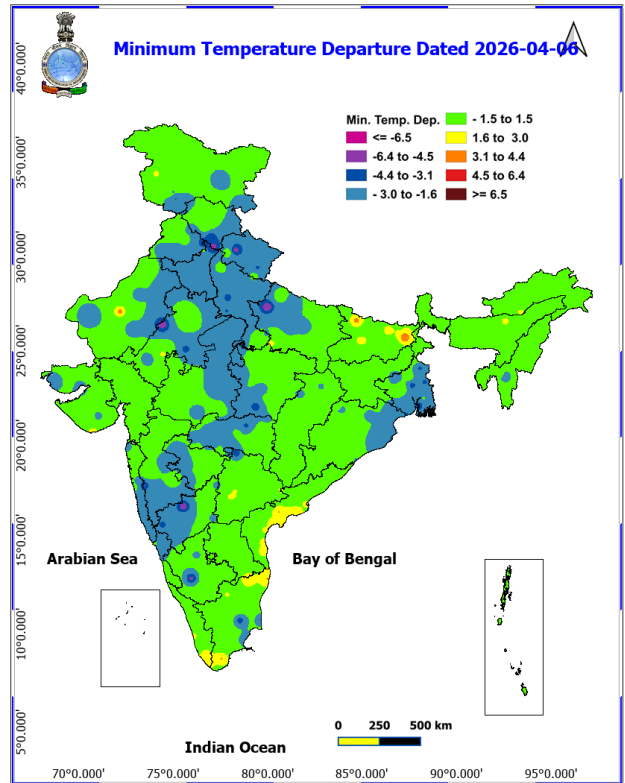 Minimum Temperature Departure Dated 2026-04-06
Min. Temp. Dep.
<= -6.5
-6.4 to -4.5
-4.4 to -3.1
- 3.0 to -1.6
- 1.5 to 1.5
1.6 to 3.0
3.1 to 4.4
4.5 to 6.4
>= 6.5
40°0.000'
35°0.000'
30°0.000'
25°0.000'
20°0.000'
15°0.000'
10°0.000'
5°0.000'
Arabian Sea
Bay of Bengal
Indian Ocean
0 250 500 km
70°0.000' 75°0.000' 80°0.000' 85°0.000' 90°0.000' 95°0.000'